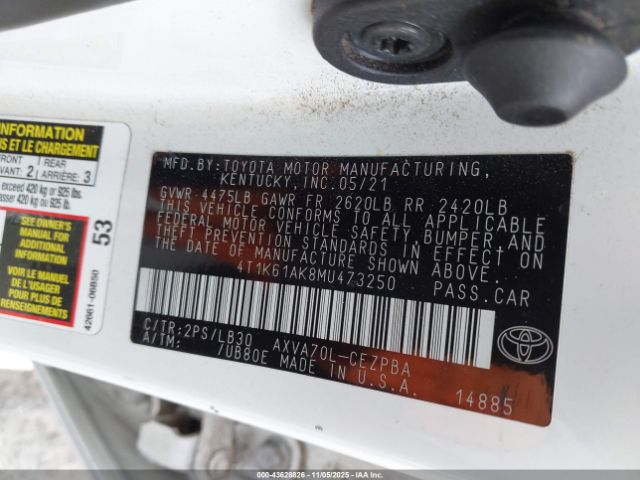 INFORMATION
NS ET LE CHARGEMENT
FRONT
AVANT: 2
REAR
ARRIÈRE: 3
exceed 420 kg or 925 lbs.
passer 420 kg ou 925 lb.
SEE OWNER'S
MANUAL FOR
ADDITIONAL
INFORMATION
VOIR MANUEL DE
L'USAGER
POUR PLUS DE
RENSEIGNEMENTS
53
42661-06B50
MFD.BY:TOYOTA MOTOR MANUFACTURING,
KENTUCKY, INC. 05/21
GVWR 4475LB GAWR FR 2620LB RR 2420LB
THIS VEHICLE CONFORMS TO ALL APPLICABLE
FEDERAL MOTOR VEHICLE SAFETY, BUMPER, AND
THEFT PREVENTION STANDARDS IN EFFECT ON
THE DATE OF MANUFACTURE SHOWN ABOVE.
4T1K61AK8MU473250
PASS.CAR
C/TR:2PS/LB30 AXVA70L-CEZPBA
A/TM: /UB80E MADE IN U.S.A.
TOYOTA
14885
000-43628826 - 11/05/2025 - IAA HOLDINGS, LLC